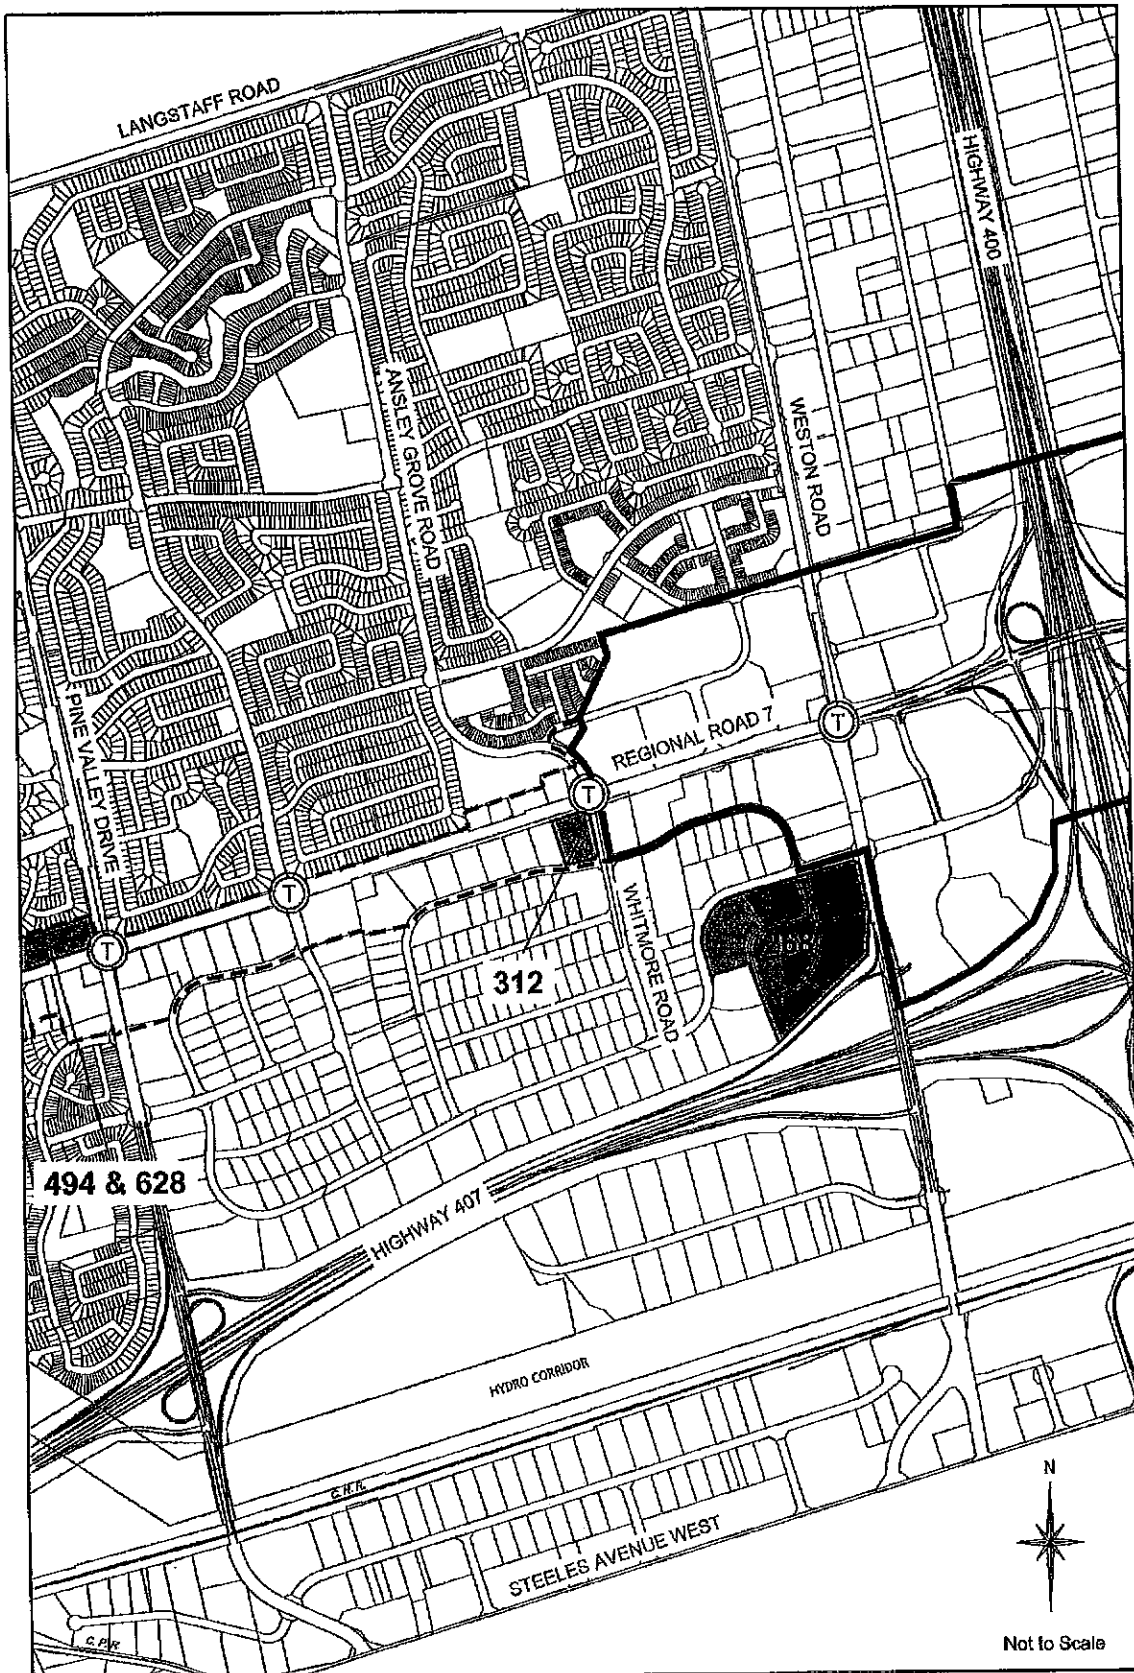 LANGSTAFF ROAD
HIGHWAY 400
ANSLEY GROVE ROAD
WESTON ROAD
PINE VALLEY DRIVE
REGIONAL ROAD 7
T
T
T
T
312
WHITMORE ROAD
168
494 & 628
HIGHWAY 407
HYDRO CORRIDOR
C.N.R.
STEELES AVENUE WEST
N
C.P.R
Not to Scale